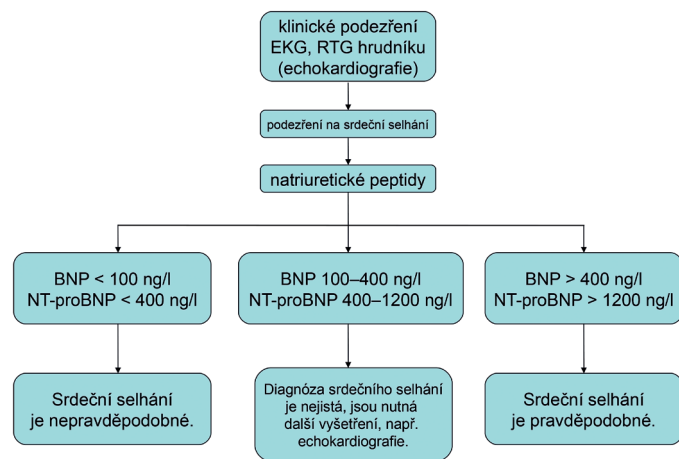 klinické podezření
EKG, RTG hrudníku
(echokardiografie)
podezření na srdeční selhání
natriuretické peptidy
BNP < 100 ng/l
NT-proBNP < 400 ng/l
BNP 100–400 ng/l
NT-proBNP 400–1200 ng/l
BNP > 400 ng/l
NT-proBNP > 1200 ng/l
Srdeční selhání
je nepravděpodobné.
Diagnóza srdečního selhání
je nejistá, jsou nutná
další vyšetření, např.
echokardiografie.
Srdeční selhání
je pravděpodobné.